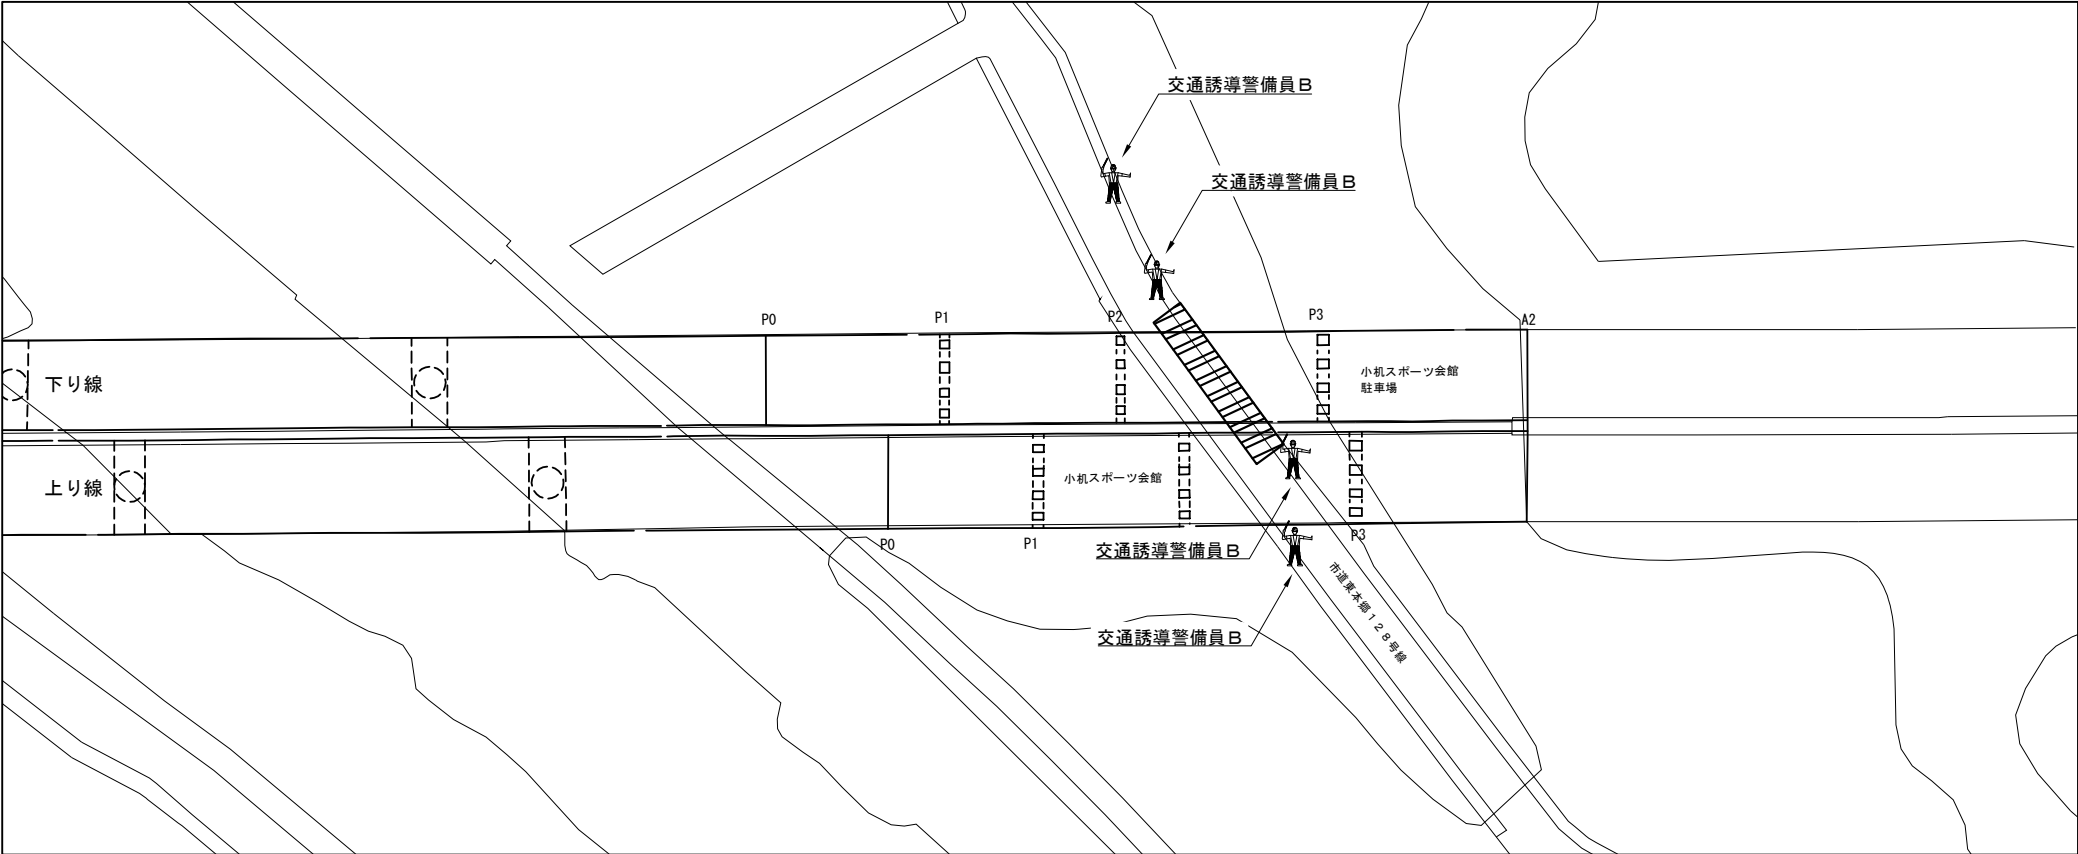 交通誘導警備員B
交通誘導警備員B
P0
P1
P2
P3
A2
下り線
小机スポーツ会館
駐車場
上り線
小机スポーツ会館
P0
P1
P3
交通誘導警備員B
市道東本郷128号線
交通誘導警備員B